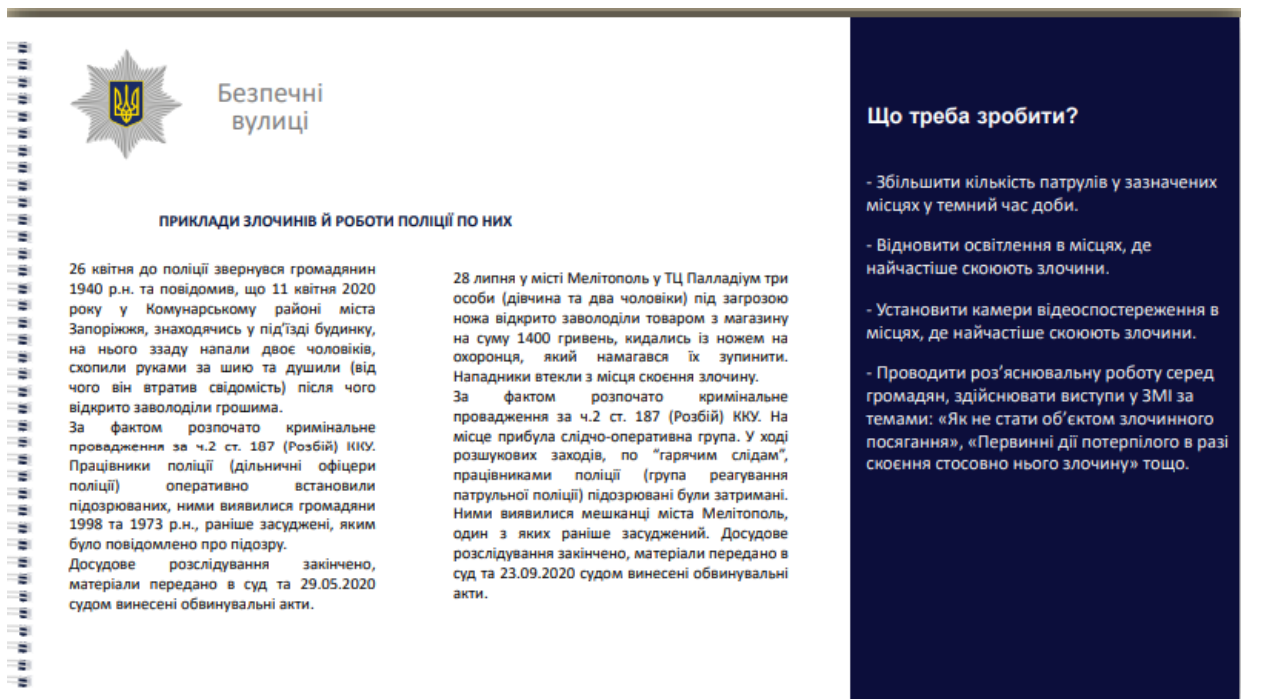 Безпечні
вулиці
ПРИКЛАДИ ЗЛОЧИНІВ Й РОБОТИ ПОЛІЦІЇ ПО НИХ
26 квітня до поліції звернувся громадянин
1940 р.н. та повідомив, що 11 квітня 2020
року у Комунарському районі міста
Запоріжжя, знаходячись у під’їзді будинку,
на нього ззаду напали двоє чоловіків,
схопили руками за шию та душили (від
чого він втратив свідомість) після чого
відкрито заволоділи грошима.
За фактом розпочато кримінальне
провадження за ч.2 ст. 187 (Розбій) ККУ.
Працівники поліції (дільничні офіцери
поліції) оперативно встановили
підозрюваних, ними виявилися громадяни
1998 та 1973 р.н., раніше засуджені, яким
було повідомлено про підозру.
Досудове розслідування закінчено,
матеріали передано в суд та 29.05.2020
судом винесені обвинувальні акти.
28 липня у місті Мелітополь у ТЦ Палладіум три
особи (дівчина та два чоловіки) під загрозою
ножа відкрито заволоділи товаром з магазину
на суму 1400 гривень, кидались із ножем на
охоронця, який намагався їх зупинити.
Нападники втекли з місця скоєння злочину.
За фактом розпочато кримінальне
провадження за ч.2 ст. 187 (Розбій) ККУ. На
місце прибула слідчо-оперативна група. У ході
розшукових заходів, по “гарячим слідам”,
працівниками поліції (група реагування
патрульної поліції) підозрювані були затримані.
Ними виявилися мешканці міста Мелітополь,
один з яких раніше засуджений. Досудове
розслідування закінчено, матеріали передано в
суд та 23.09.2020 судом винесені обвинувальні
акти.
Що треба зробити?
- Збільшити кількість патрулів у зазначених
місцях у темний час доби.
- Відновити освітлення в місцях, де
найчастіше скоюють злочини.
- Установити камери відеоспостереження в
місцях, де найчастіше скоюють злочини.
- Проводити роз’яснювальну роботу серед
громадян, здійснювати виступи у ЗМІ за
темами: «Як не стати об’єктом злочинного
посягання», «Первинні дії потерпілого в разі
скоєння стосовно нього злочину» тощо.